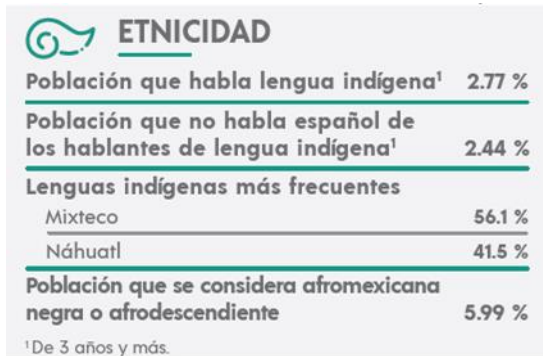 ETNICIDAD
Población que habla lengua indígena¹ 2.77 %
Población que no habla español de
los hablantes de lengua indígena¹ 2.44 %
Lenguas indígenas más frecuentes
Mixteco 56.1 %
Náhuatl 41.5 %
Población que se considera afromexicana
negra o afrodescendiente 5.99 %
¹De 3 años y más.